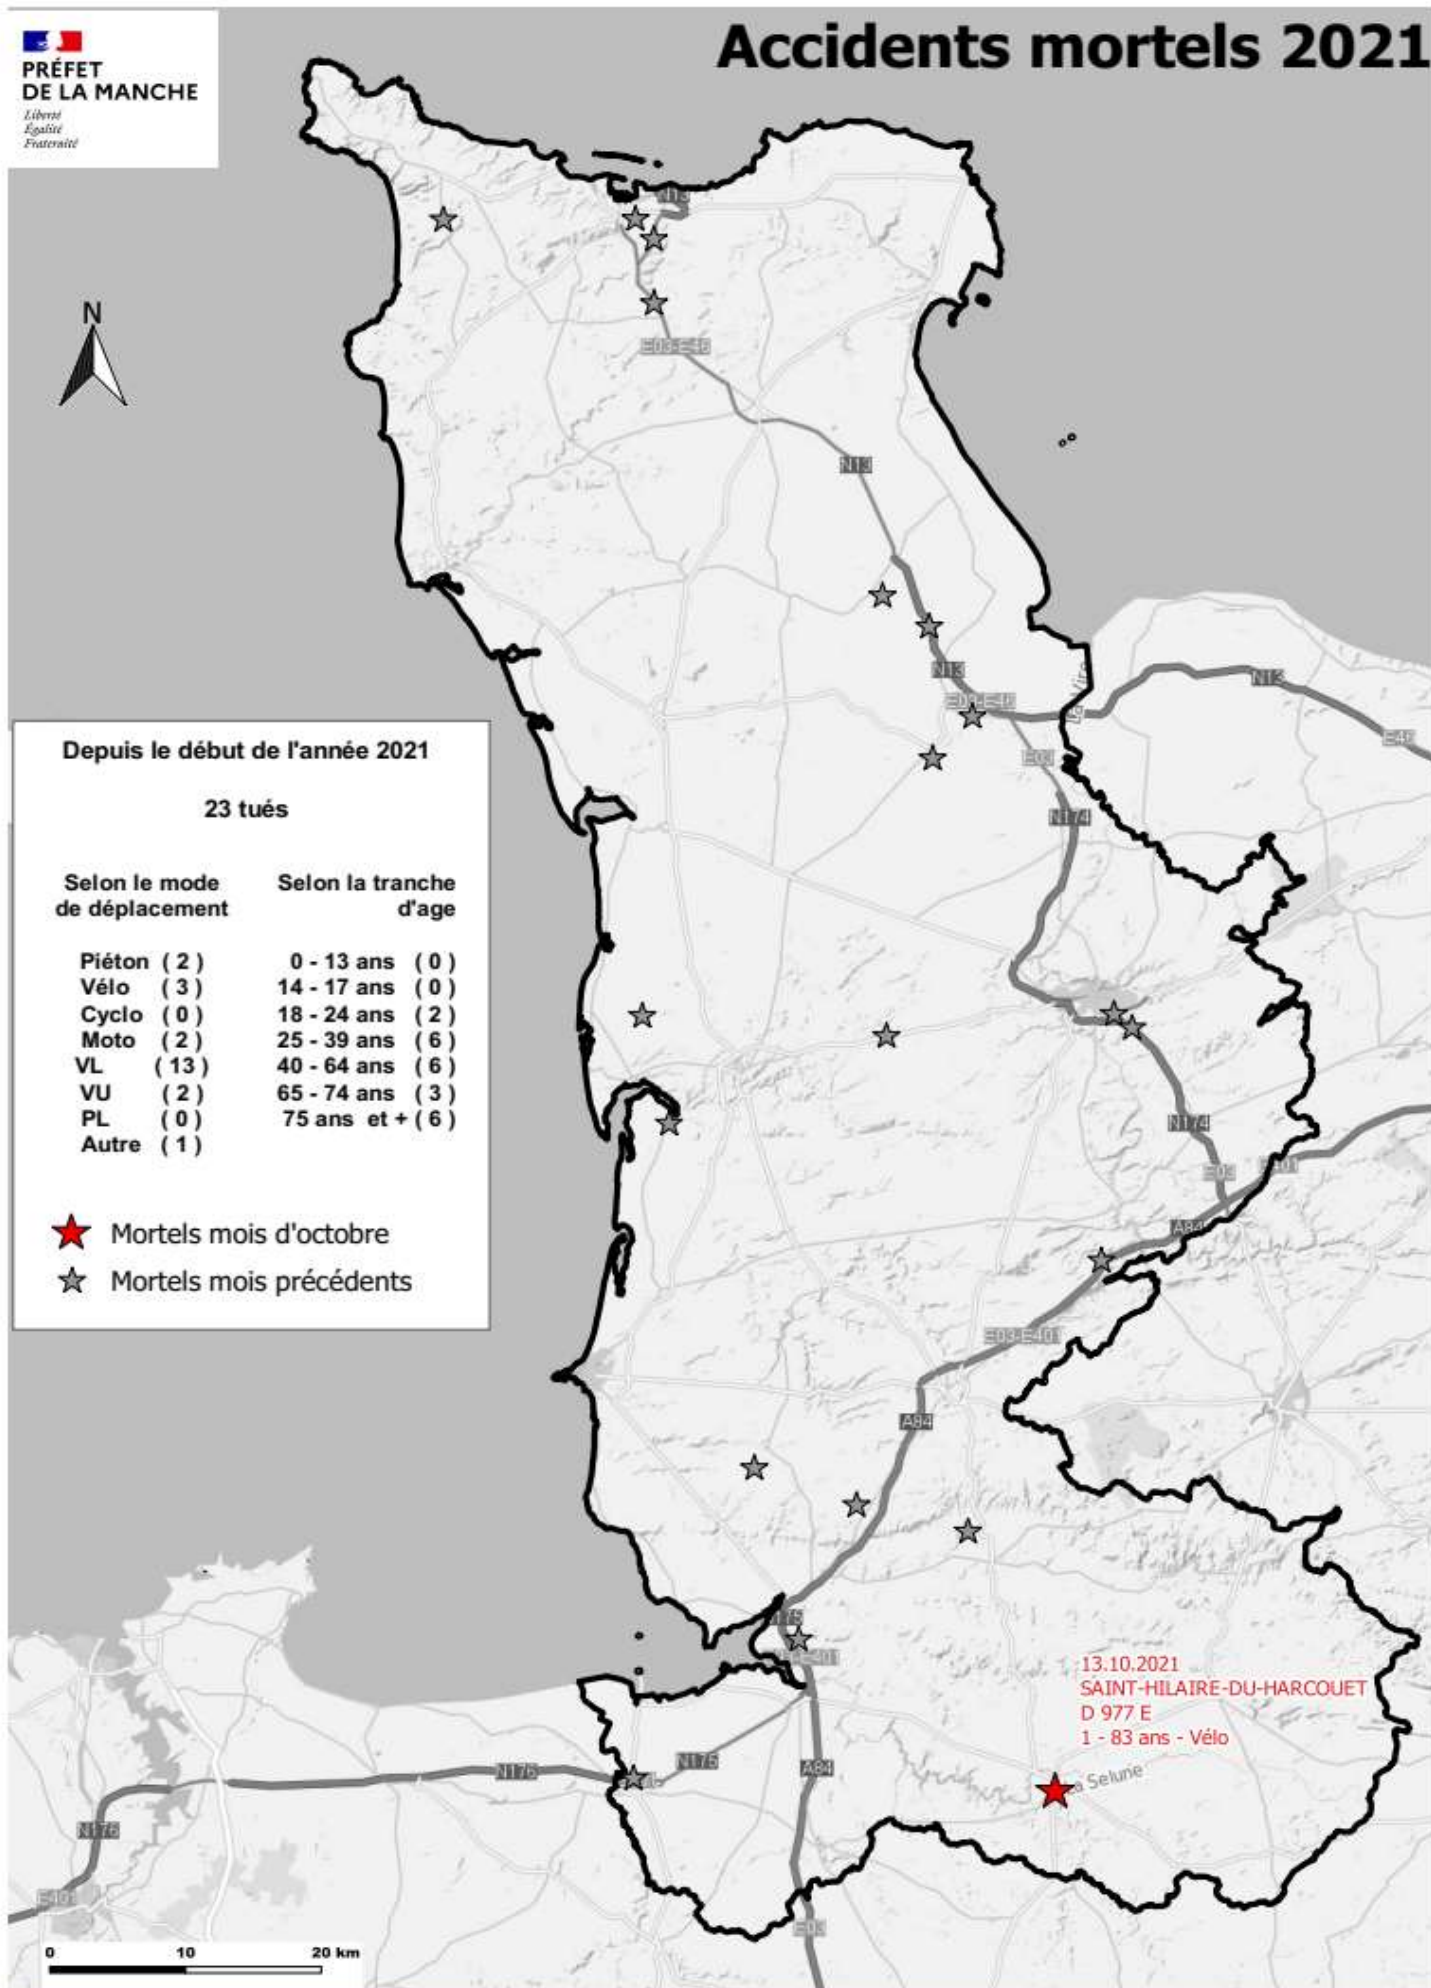 PRÉFET
DE LA MANCHE
Liberté
Égalité
Fraternité
Accidents mortels 2021
N
N13
E03-E46
N13
N13
E03-E46
La Vire
N13
E46
E03
N174
Depuis le début de l'année 2021
23 tués
Selon le mode de déplacement
Piéton ( 2 )
Vélo ( 3 )
Cyclo ( 0 )
Moto ( 2 )
VL ( 13 )
VU ( 2 )
PL ( 0 )
Autre ( 1 )
Selon la tranche d'age
0 - 13 ans ( 0 )
14 - 17 ans ( 0 )
18 - 24 ans ( 2 )
25 - 39 ans ( 6 )
40 - 64 ans ( 6 )
65 - 74 ans ( 3 )
75 ans et + ( 6 )
Mortels mois d'octobre
Mortels mois précédents
N174
E03
A84
E03-E401
A84
13.10.2021
SAINT-HILAIRE-DU-HARCOUET
D 977 E
1 - 83 ans - Vélo
Selune
N175
A84
N176
N176
E401
E03
0 10 20 km